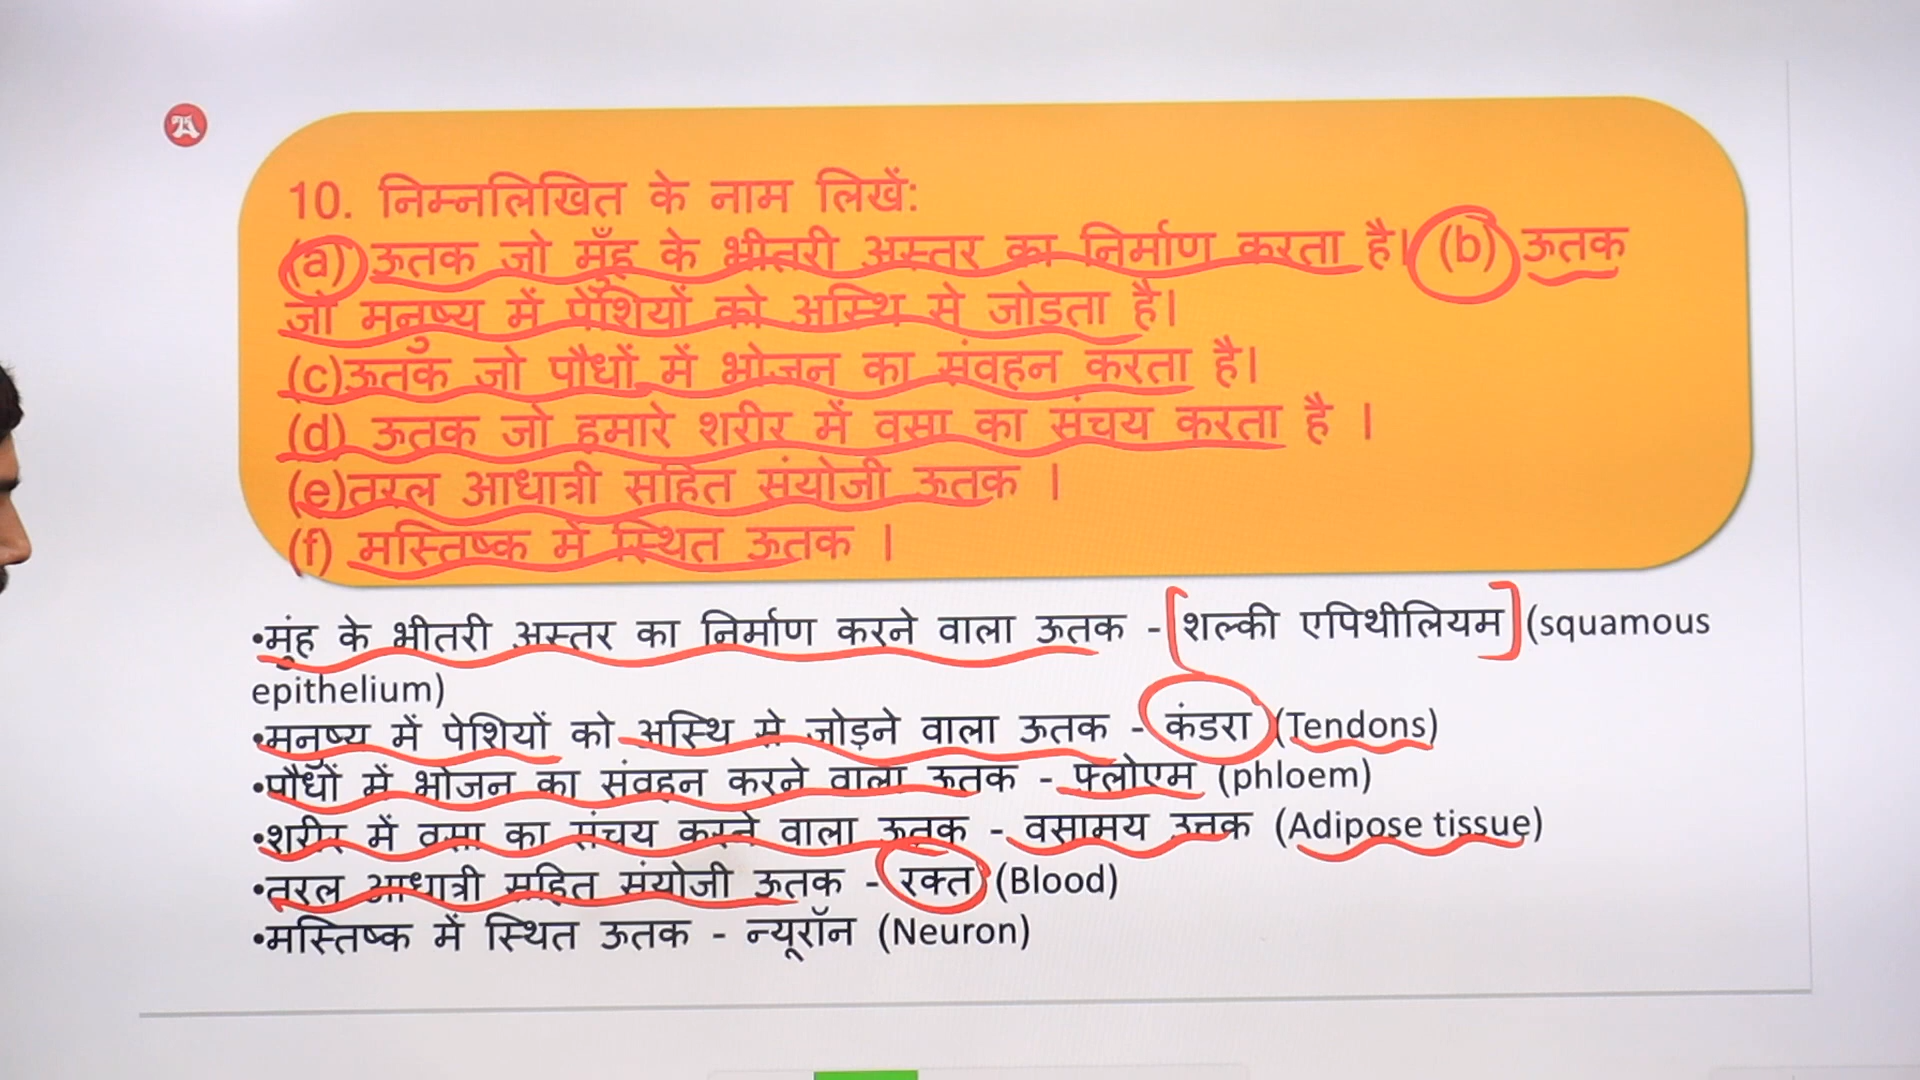 10. निम्नलिखित के नाम लिखें:
(a) ऊतक जो मुँह के भीतरी अस्तर का निर्माण करता है। (b) ऊतक
जो मनुष्य में पेशियों को अस्थि से जोडता है।
(c)ऊतक जो पौधों में भोजन का संवहन करता है।
(d) ऊतक जो हमारे शरीर में वसा का संचय करता है ।
(e)तरल आधात्री सहित संयोजी ऊतक ।
(f) मस्तिष्क में स्थित ऊतक ।
•मुंह के भीतरी अस्तर का निर्माण करने वाला ऊतक - [शल्की एपिथीलियम] (squamous
epithelium)
•मनुष्य में पेशियों को अस्थि से जोड़ने वाला ऊतक - कंडरा (Tendons)
•पौधों में भोजन का संवहन करने वाला ऊतक - फ्लोएम (phloem)
•शरीर में वसा का संचय करने वाला ऊतक - वसामय उत्तक (Adipose tissue)
•तरल आधात्री सहित संयोजी ऊतक - रक्त (Blood)
•मस्तिष्क में स्थित ऊतक - न्यूरॉन (Neuron)